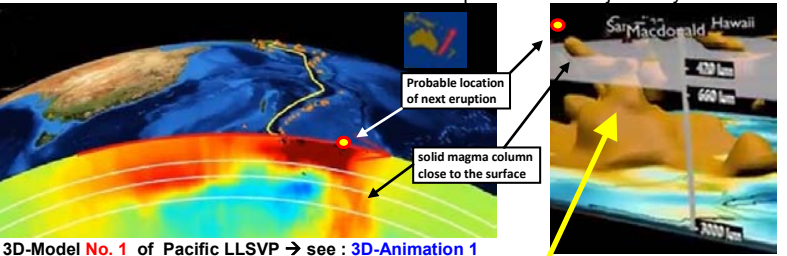 Macdonald Hawaii
Probable location
of next eruption
410 km
660 km
solid magma column
close to the surface
3000 km
3D-Model No. 1 of Pacific LLSVP → see : 3D-Animation 1